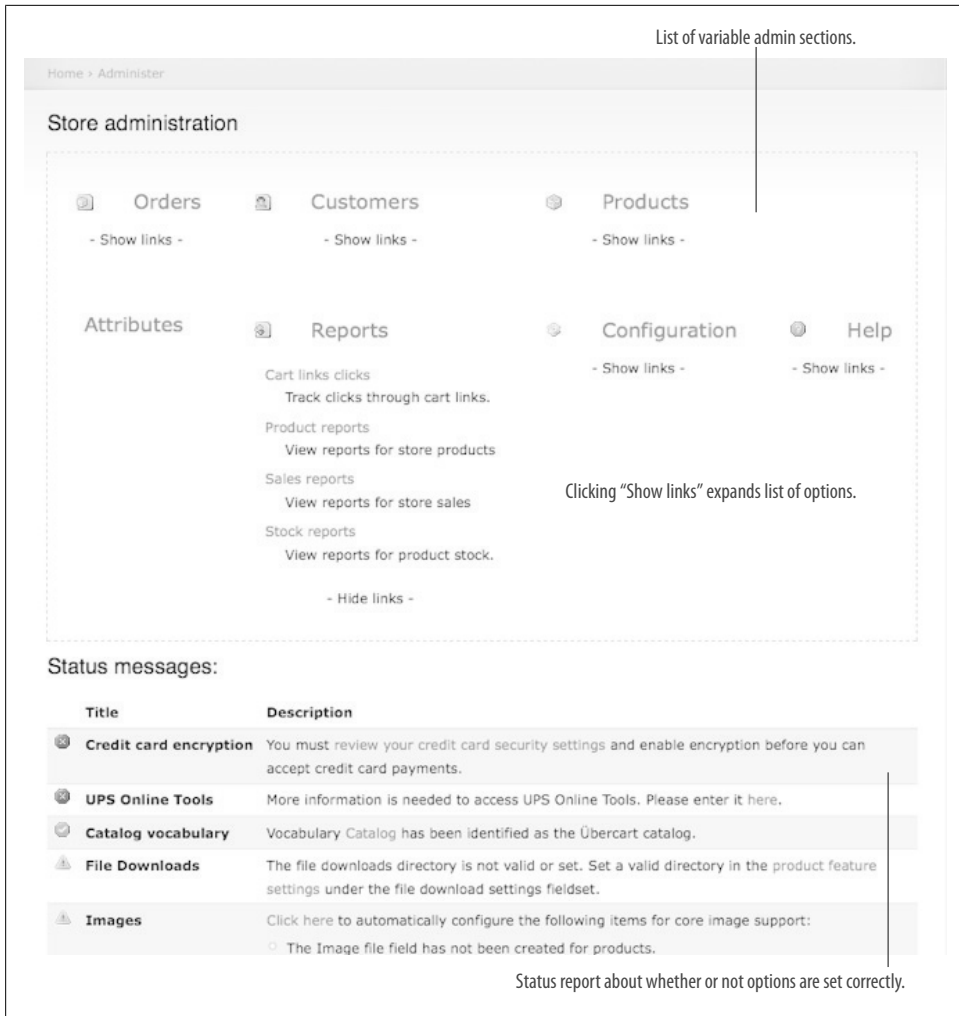 List of variable admin sections.
Home › Administer
Store administration
Orders
Customers
Products
- Show links -
- Show links -
- Show links -
Attributes
Reports
Configuration
Help
- Show links -
- Show links -
Cart links clicks
Track clicks through cart links.
Product reports
View reports for store products
Sales reports
View reports for store sales
Clicking “Show links” expands list of options.
Stock reports
View reports for product stock.
- Hide links -
Status messages:
Title Description
Credit card encryption You must review your credit card security settings and enable encryption before you can
accept credit card payments.
UPS Online Tools More information is needed to access UPS Online Tools. Please enter it here.
Catalog vocabulary Vocabulary Catalog has been identified as the Übercart catalog.
File Downloads The file downloads directory is not valid or set. Set a valid directory in the product feature
settings under the file download settings fieldset.
Images Click here to automatically configure the following items for core image support:
The Image file field has not been created for products.
Status report about whether or not options are set correctly.